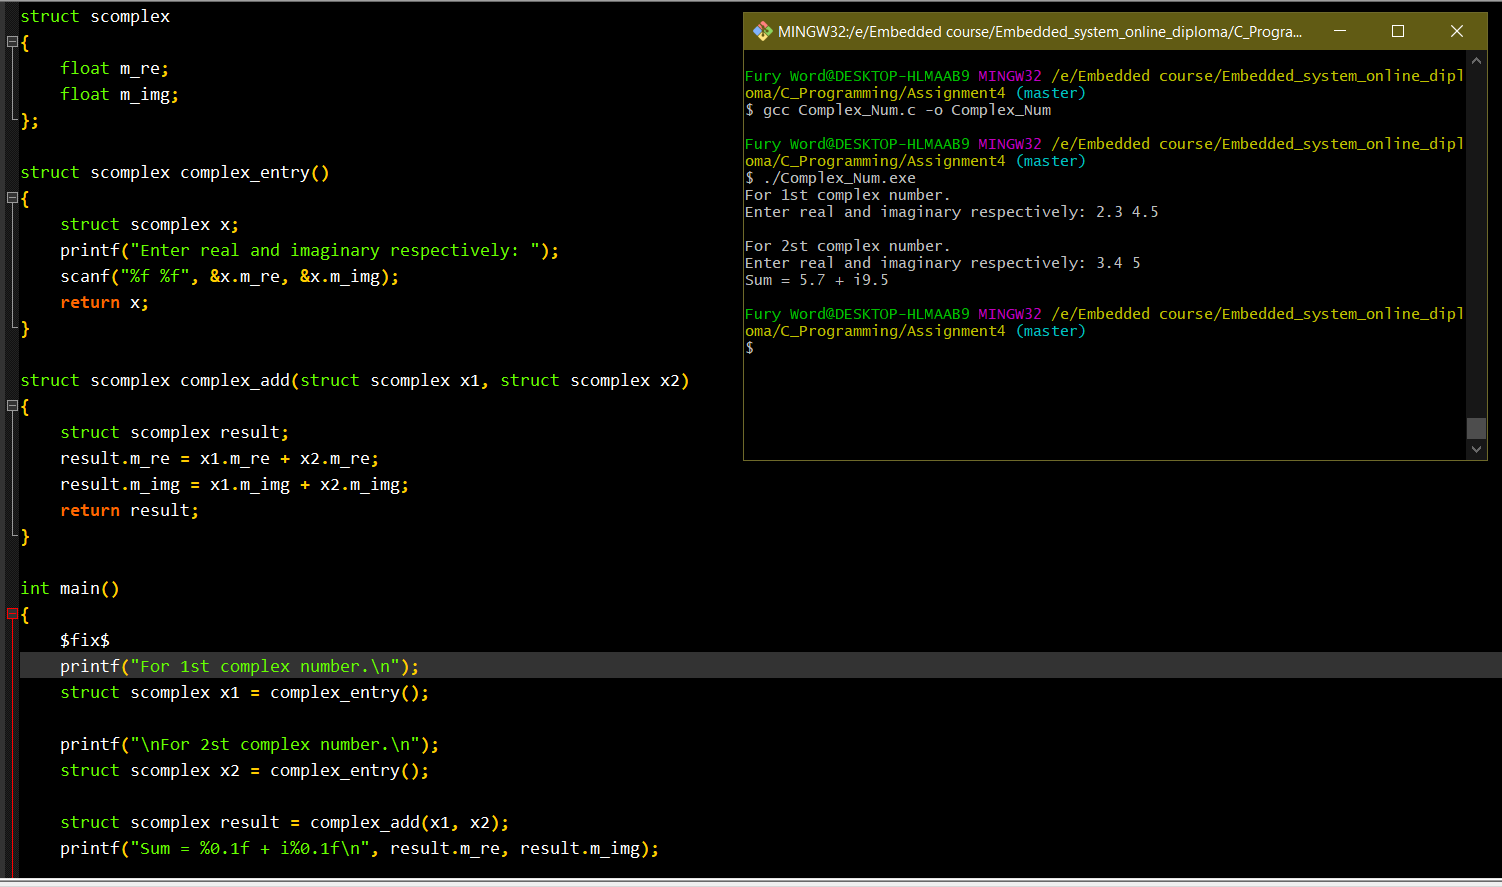 struct scomplex
{
    float m_re;
    float m_img;
};
struct scomplex complex_entry()
{
    struct scomplex x;
    printf("Enter real and imaginary respectively: ");
    scanf("%f %f", &x.m_re, &x.m_img);
    return x;
}
struct scomplex complex_add(struct scomplex x1, struct scomplex x2)
{
    struct scomplex result;
    result.m_re = x1.m_re + x2.m_re;
    result.m_img = x1.m_img + x2.m_img;
    return result;
}
int main()
{
    $fix$
    printf("For 1st complex number.\n");
    struct scomplex x1 = complex_entry();
    printf("\nFor 2st complex number.\n");
    struct scomplex x2 = complex_entry();
    struct scomplex result = complex_add(x1, x2);
    printf("Sum = %0.1f + i%0.1f\n", result.m_re, result.m_img);
MINGW32:/e/Embedded course/Embedded_system_online_diploma/C_Progra...
Fury Word@DESKTOP-HLMAAB9 MINGW32 /e/Embedded course/Embedded_system_online_dipl
oma/C_Programming/Assignment4 (master)
$ gcc Complex_Num.c -o Complex_Num
Fury Word@DESKTOP-HLMAAB9 MINGW32 /e/Embedded course/Embedded_system_online_dipl
oma/C_Programming/Assignment4 (master)
$ ./Complex_Num.exe
For 1st complex number.
Enter real and imaginary respectively: 2.3 4.5
For 2st complex number.
Enter real and imaginary respectively: 3.4 5
Sum = 5.7 + i9.5
Fury Word@DESKTOP-HLMAAB9 MINGW32 /e/Embedded course/Embedded_system_online_dipl
oma/C_Programming/Assignment4 (master)
$